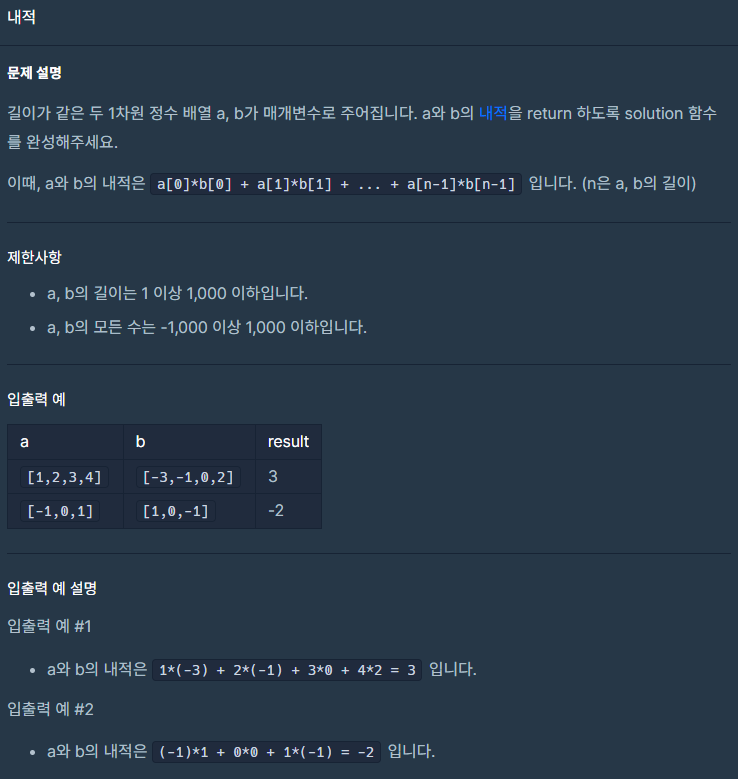 내적
문제 설명
길이가 같은 두 1차원 정수 배열 a, b가 매개변수로 주어집니다. a와 b의 내적을 return 하도록 solution 함수
를 완성해주세요.
이때, a와 b의 내적은 a[0]*b[0] + a[1]*b[1] + ... + a[n-1]*b[n-1] 입니다. (n은 a, b의 길이)
제한사항
• a, b의 길이는 1 이상 1,000 이하입니다.
• a, b의 모든 수는 -1,000 이상 1,000 이하입니다.
입출력 예
a b result
[1,2,3,4] [-3,-1,0,2] 3
[-1,0,1] [1,0,-1] -2
입출력 예 설명
입출력 예 #1
• a와 b의 내적은 1*(-3) + 2*(-1) + 3*0 + 4*2 = 3 입니다.
입출력 예 #2
• a와 b의 내적은 (-1)*1 + 0*0 + 1*(-1) = -2 입니다.